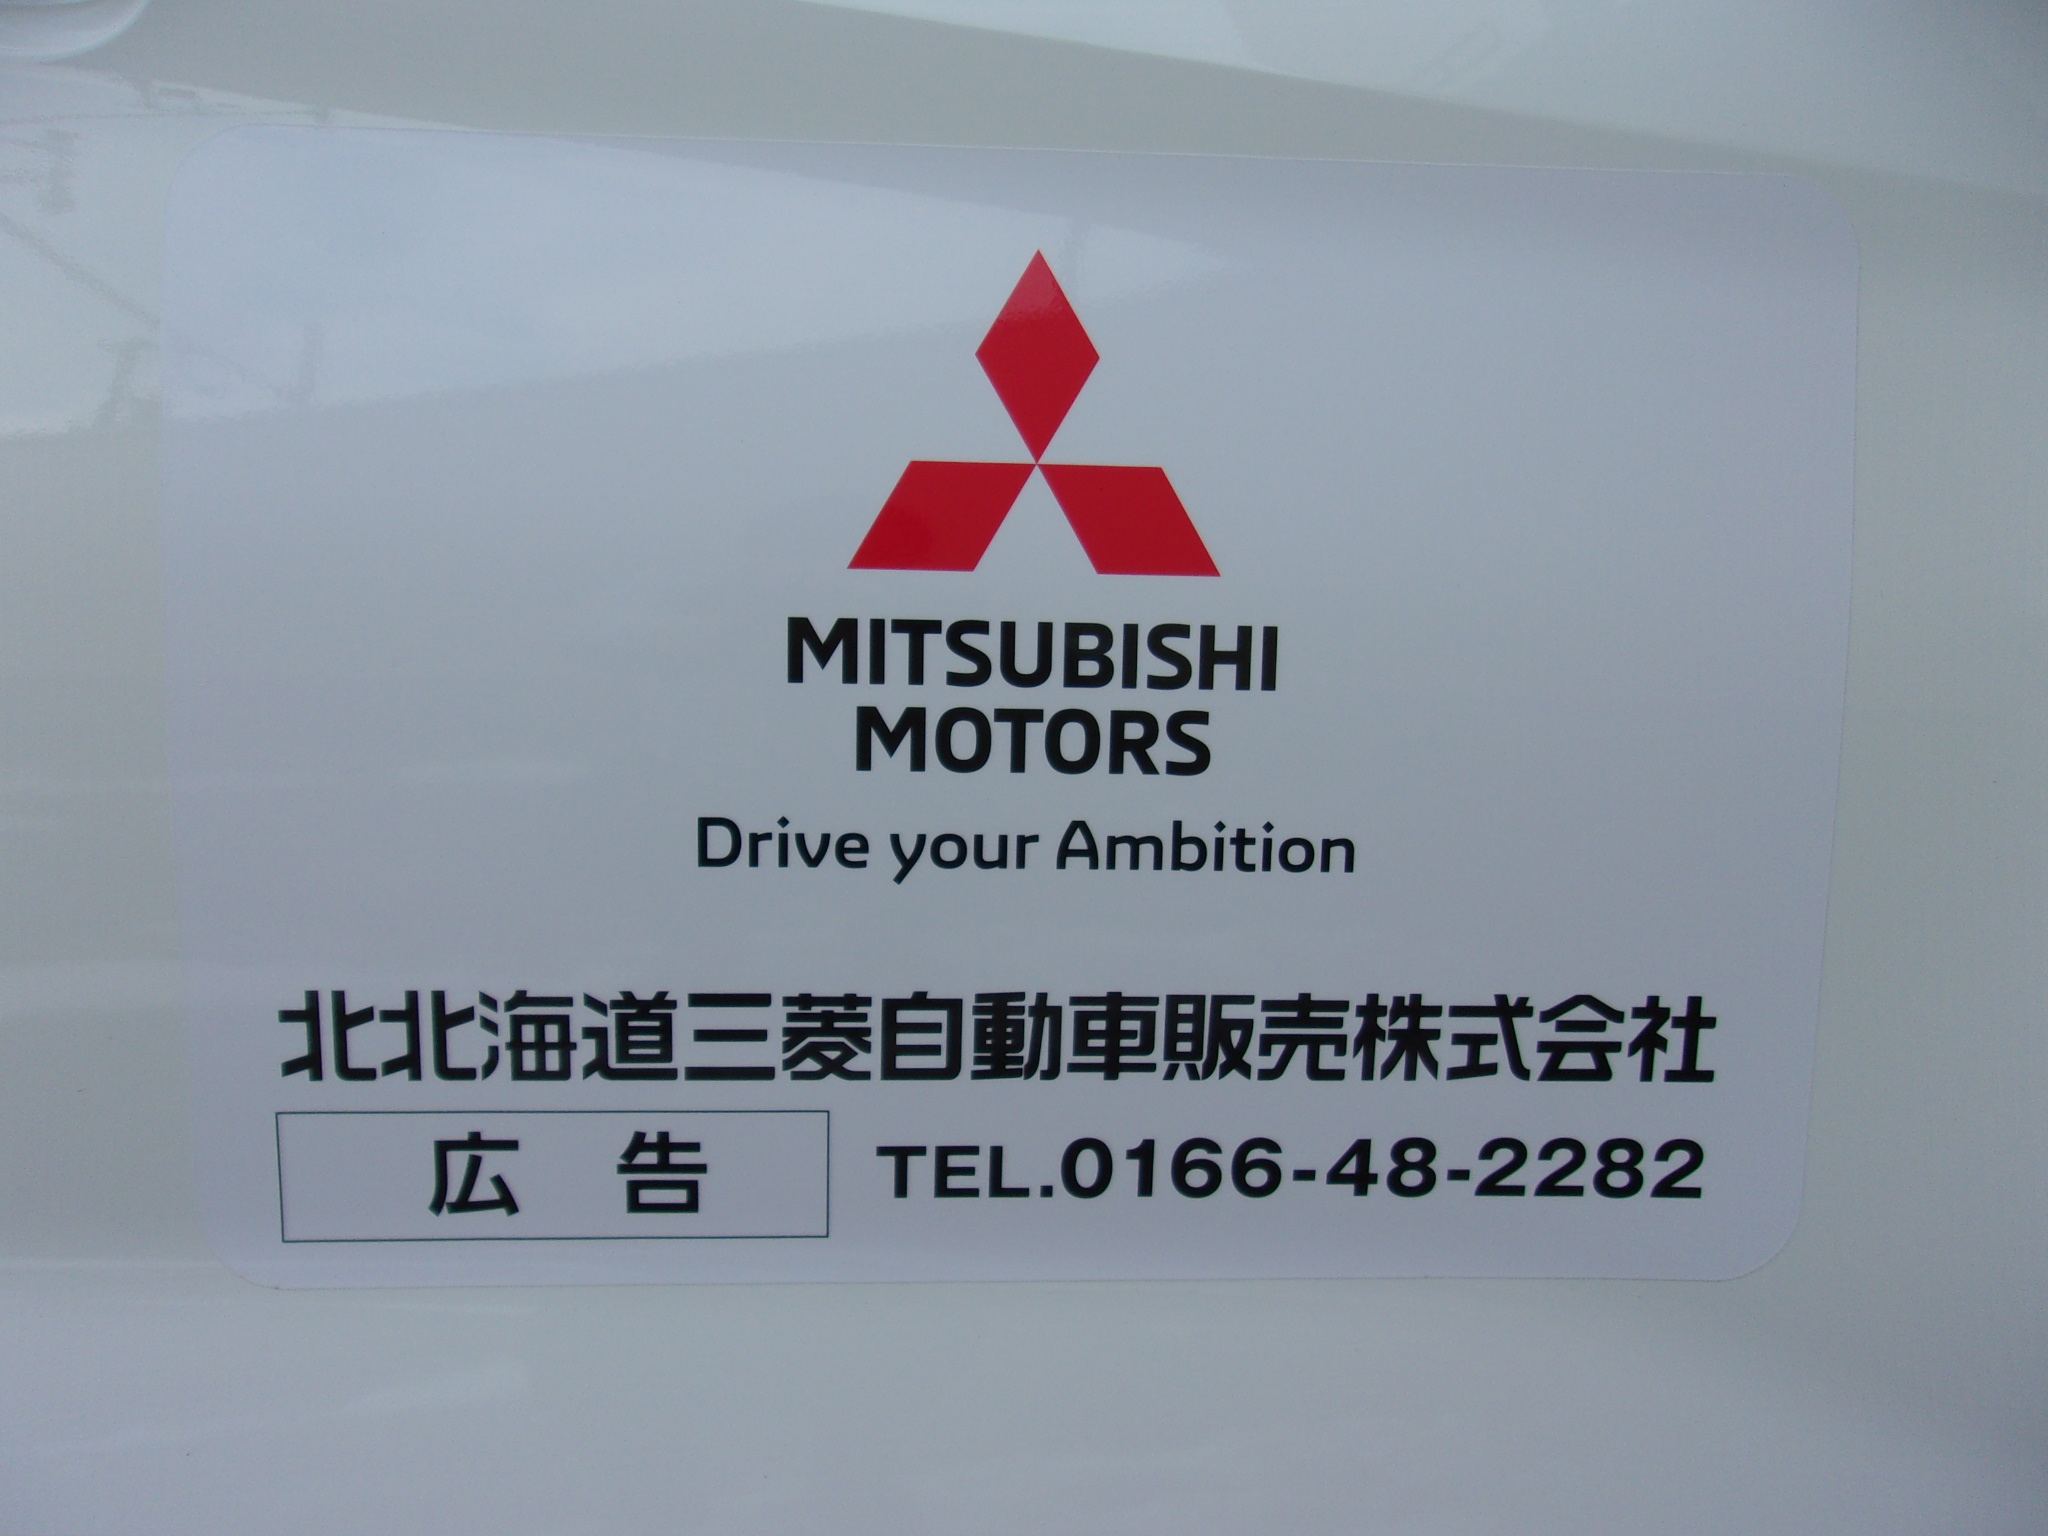 MITSUBISHI
MOTORS
Drive your Ambition
北北海道三菱自動車販売株式会社
広 告 TEL.0166-48-2282